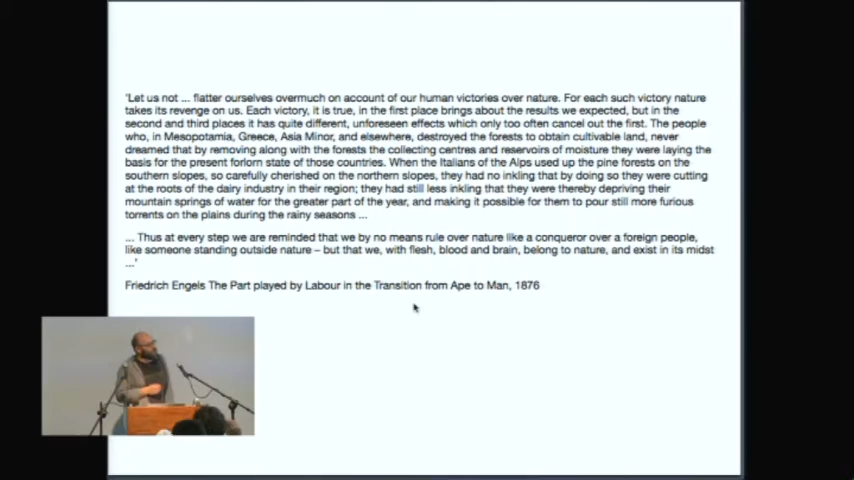 'Let us not ... flatter ourselves overmuch on account of our human victories over nature. For each such victory nature
takes its revenge on us. Each victory, it is true, in the first place brings about the results we expected, but in the
second and third places it has quite different, unforeseen effects which only too often cancel out the first. The people
who, in Mesopotamia, Greece, Asia Minor, and elsewhere, destroyed the forests to obtain cultivable land, never
dreamed that by removing along with the forests the collecting centres and reservoirs of moisture they were laying the
basis for the present forlorn state of those countries. When the Italians of the Alps used up the pine forests on the
southern slopes, so carefully cherished on the northern slopes, they had no inkling that by doing so they were cutting
at the roots of the dairy industry in their region; they had still less inkling that they were thereby depriving their
mountain springs of water for the greater part of the year, and making it possible for them to pour still more furious
torrents on the plains during the rainy seasons ...
... Thus at every step we are reminded that we by no means rule over nature like a conqueror over a foreign people,
like someone standing outside nature – but that we, with flesh, blood and brain, belong to nature, and exist in its midst
...'
Friedrich Engels The Part played by Labour in the Transition from Ape to Man, 1876